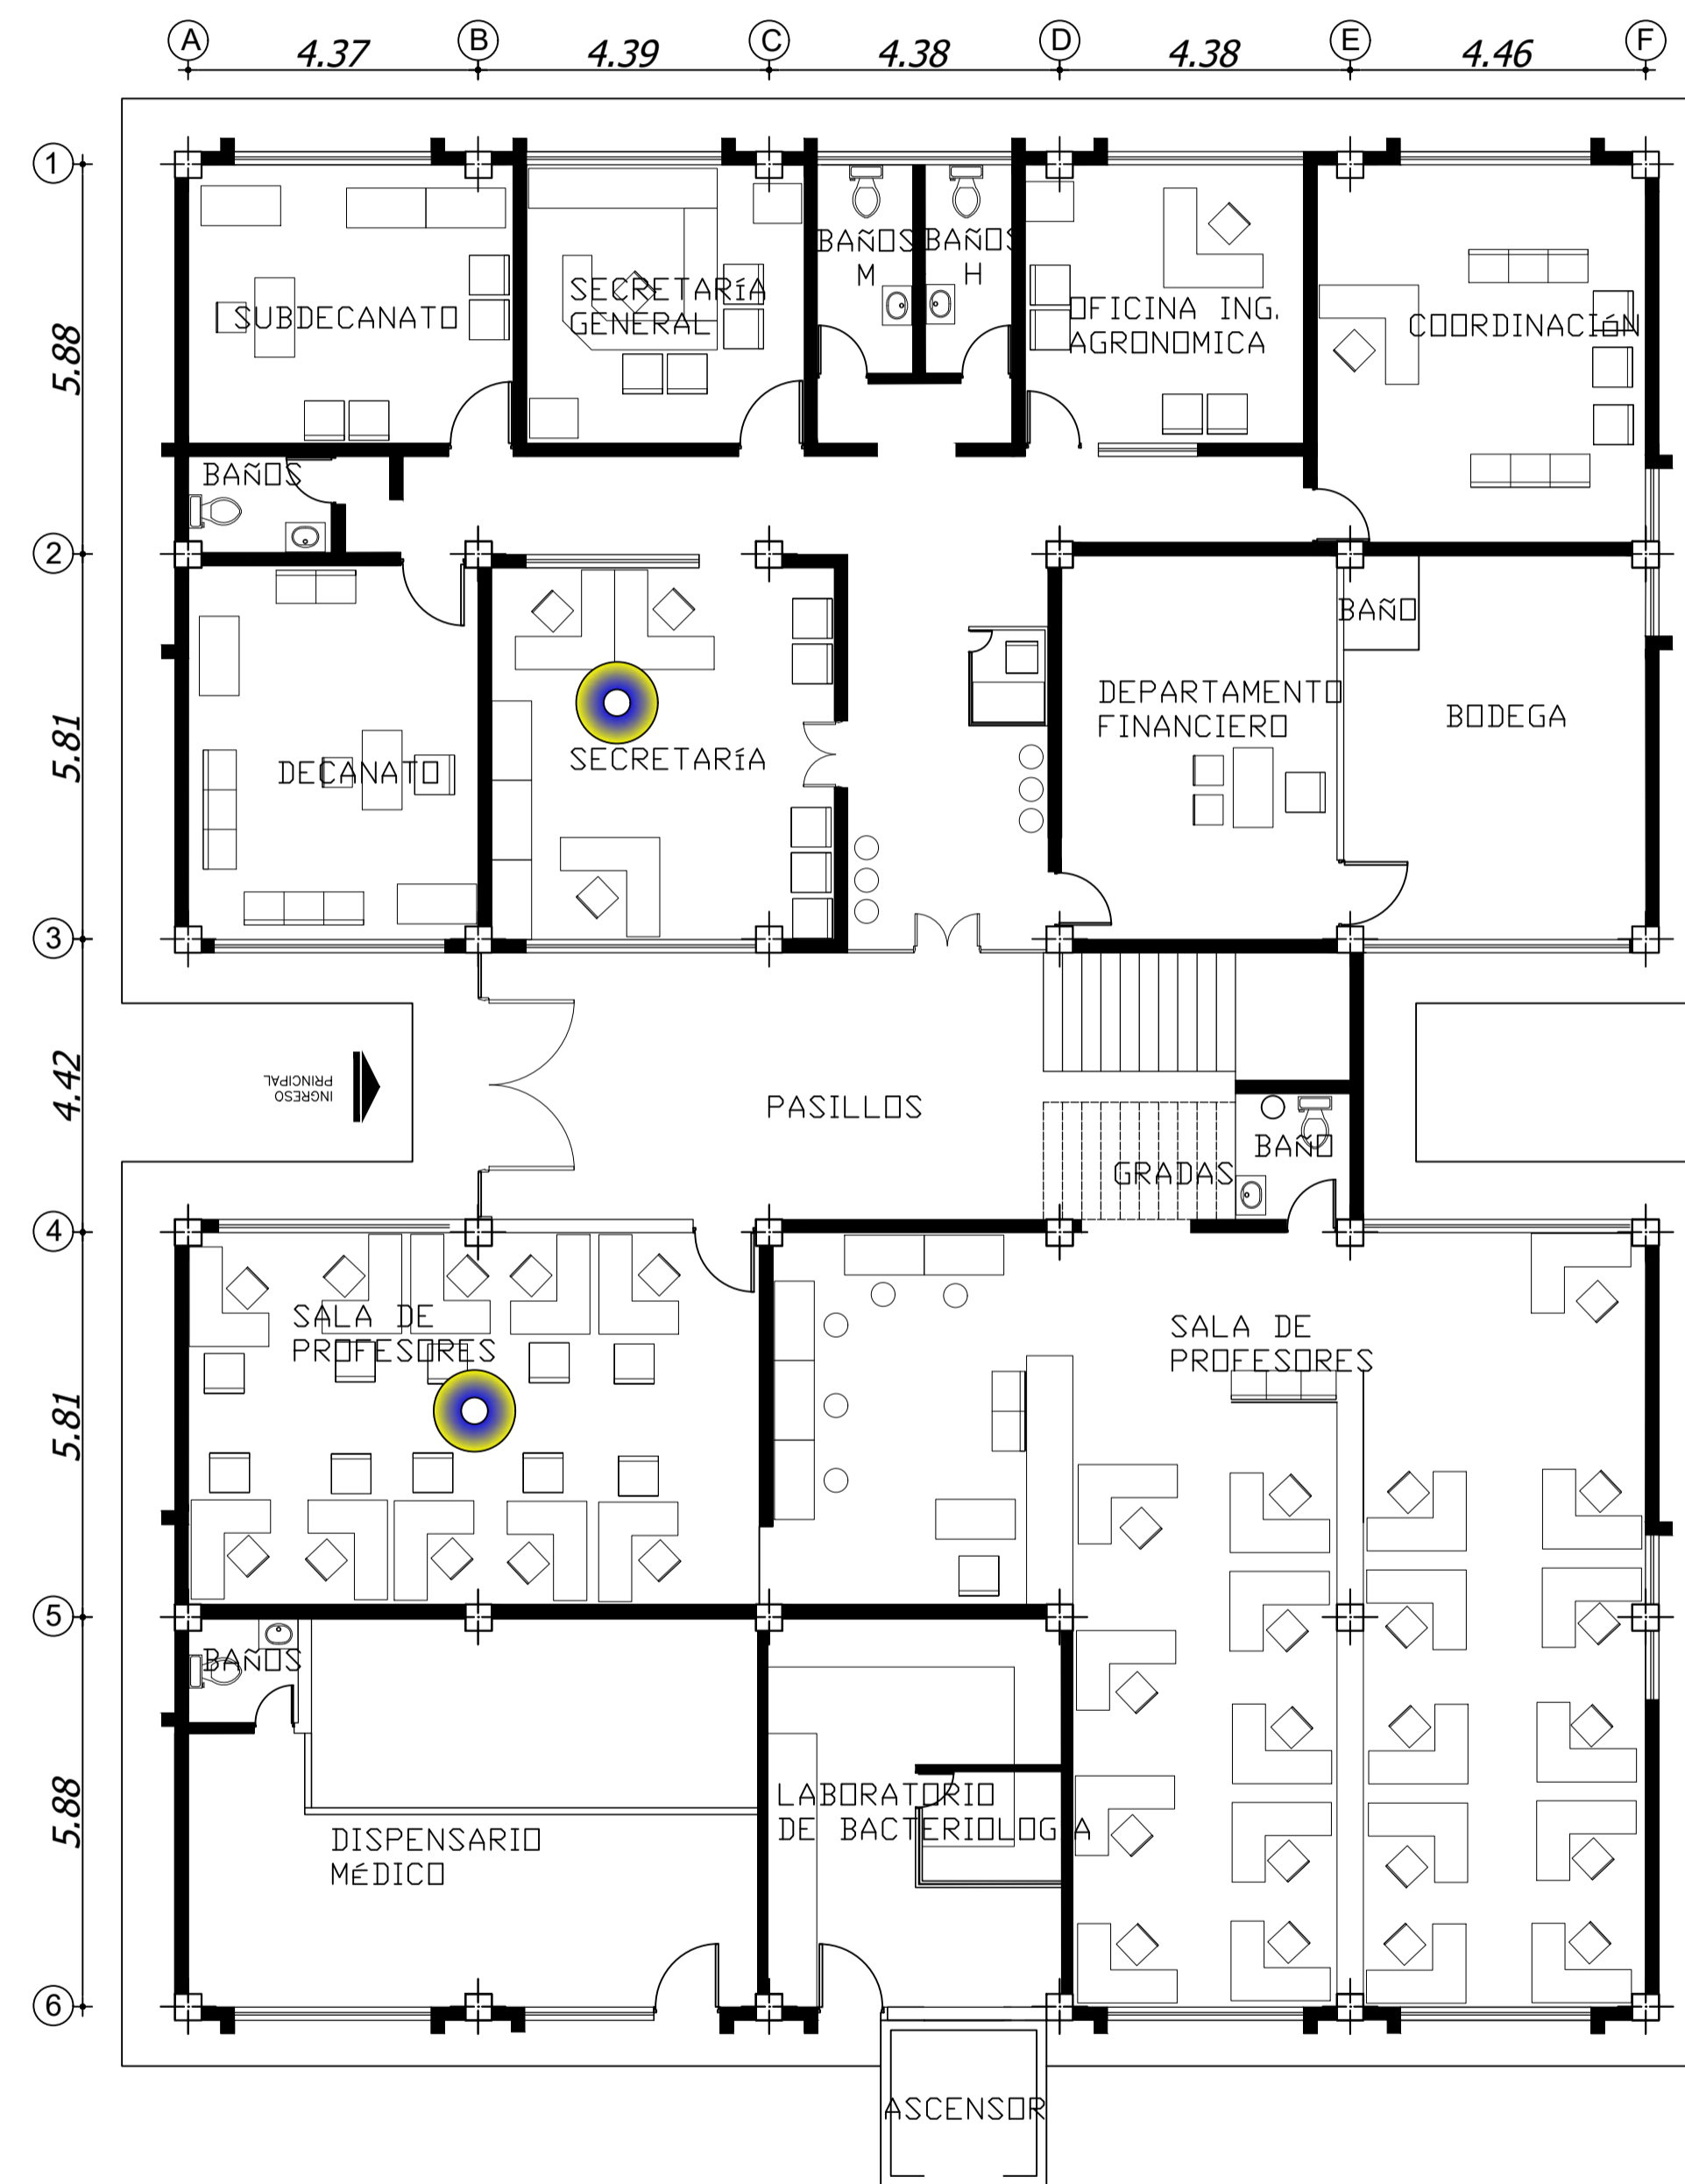 A B C D E F
4.37 4.39 4.38 4.38 4.46
1
5.88
2
5.81
3
4.42
4
5.81
5
5.88
6
SUBDECANATO
SECRETARíA
GENERAL
BAÑOS
M
BAÑOS
H
OFICINA ING.
AGRONOMICA
COORDINACIóN
BAÑOS
DECANATO
SECRETARíA
DEPARTAMENTO
FINANCIERO
BAÑO
BODEGA
INGRESO
PRINCIPAL
PASILLOS
GRADAS
BAÑO
SALA DE
PROFESORES
SALA DE
PROFESORES
BAÑOS
DISPENSARIO
MéDICO
LABORATORIO
DE BACTERIOLOGíA
ASCENSOR